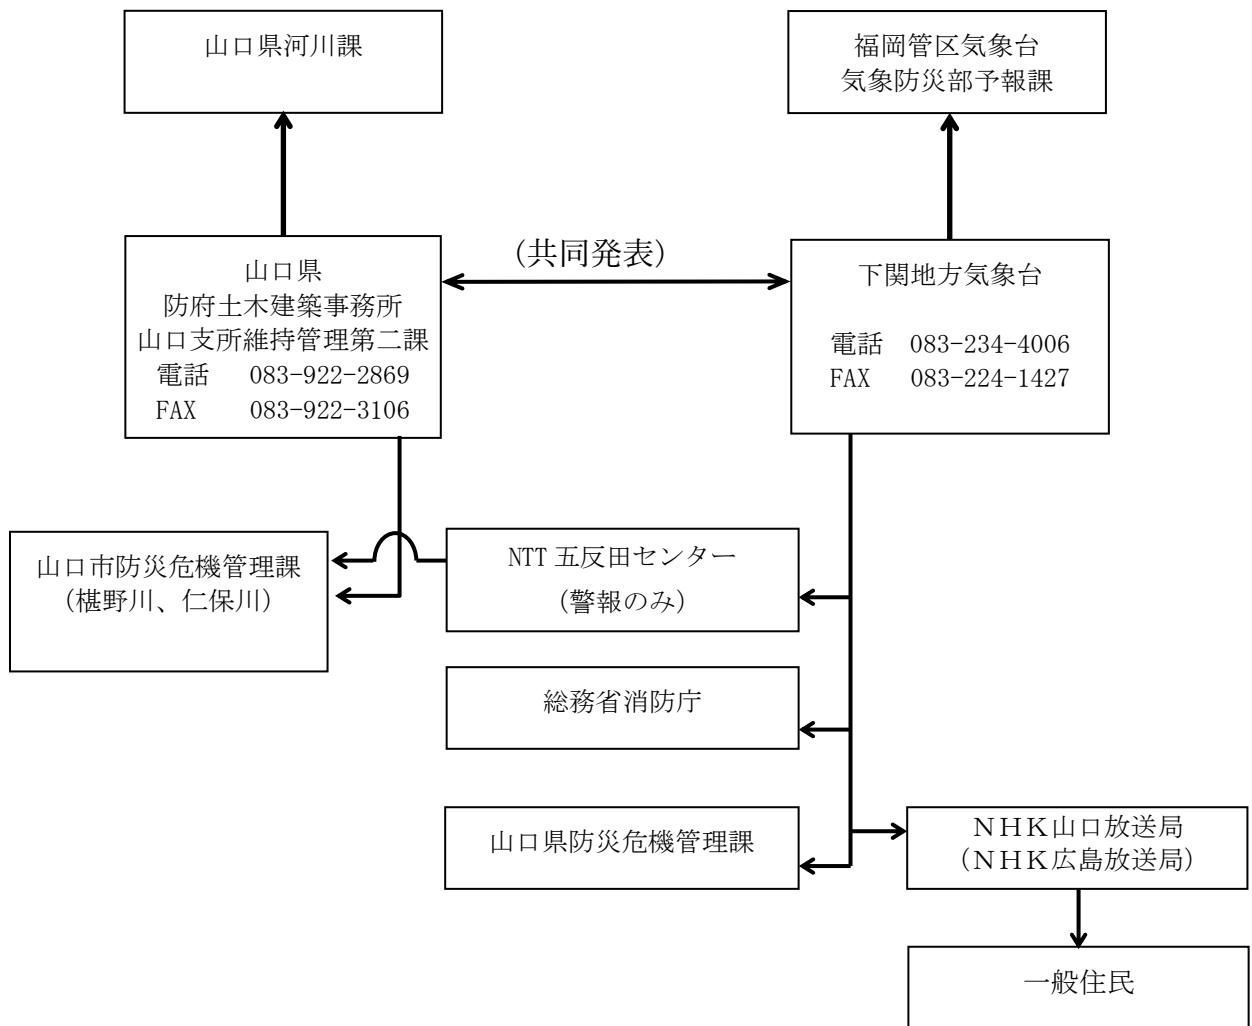 山口県河川課
福岡管区気象台
気象防災部予報課
(共同発表)
山口県
防府土木建築事務所
山口支所維持管理第二課
電話 083-922-2869
FAX 083-922-3106
下関地方気象台
電話 083-234-4006
FAX 083-224-1427
山口市防災危機管理課
(椹野川、仁保川)
NTT 五反田センター
(警報のみ)
総務省消防庁
山口県防災危機管理課
ＮＨＫ山口放送局
(ＮＨＫ広島放送局)
一般住民